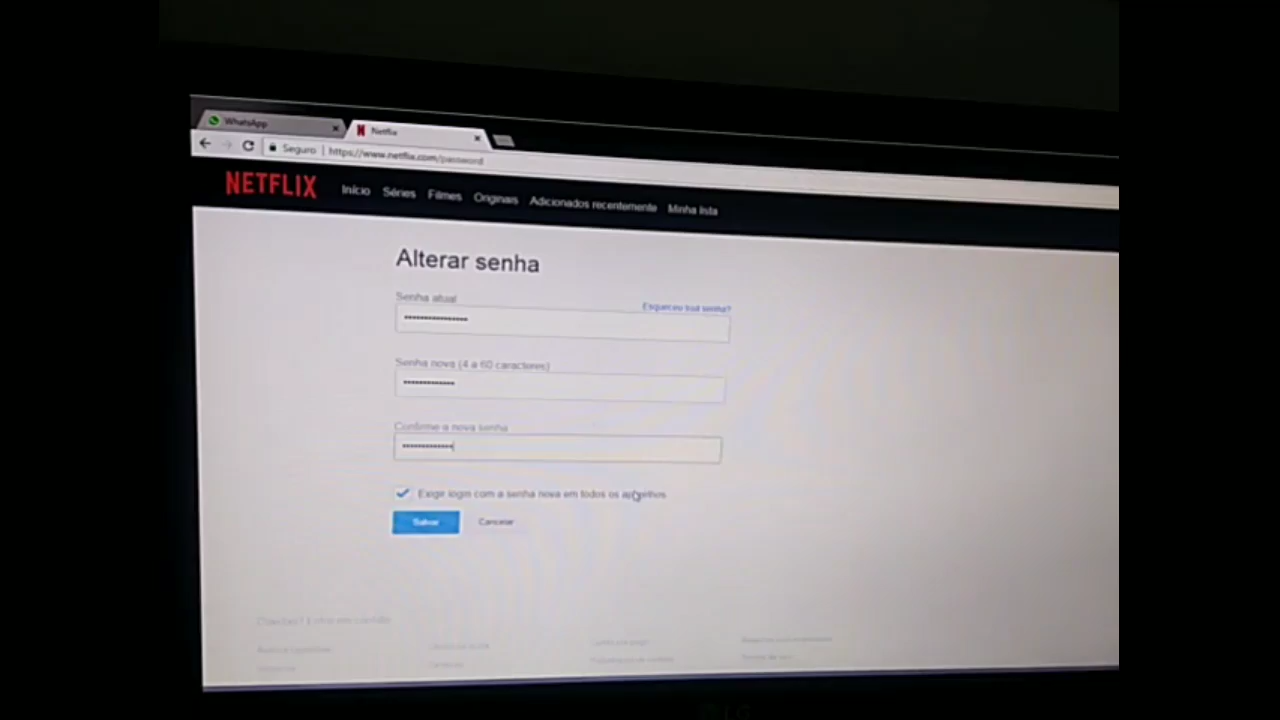 WhatsApp
Netflix
Seguro | https://www.netflix.com/password
NETFLIX Início Séries Filmes Originais Adicionados recentemente Minha lista
Alterar senha
Senha atual
Esqueceu sua senha?
••••••••••••••••
Senha nova (4 a 60 caracteres)
•••••••••••••
Confirme a nova senha
•••••••••••••
Exigir login com a senha nova em todos os aparelhos
Salvar Cancelar
LG